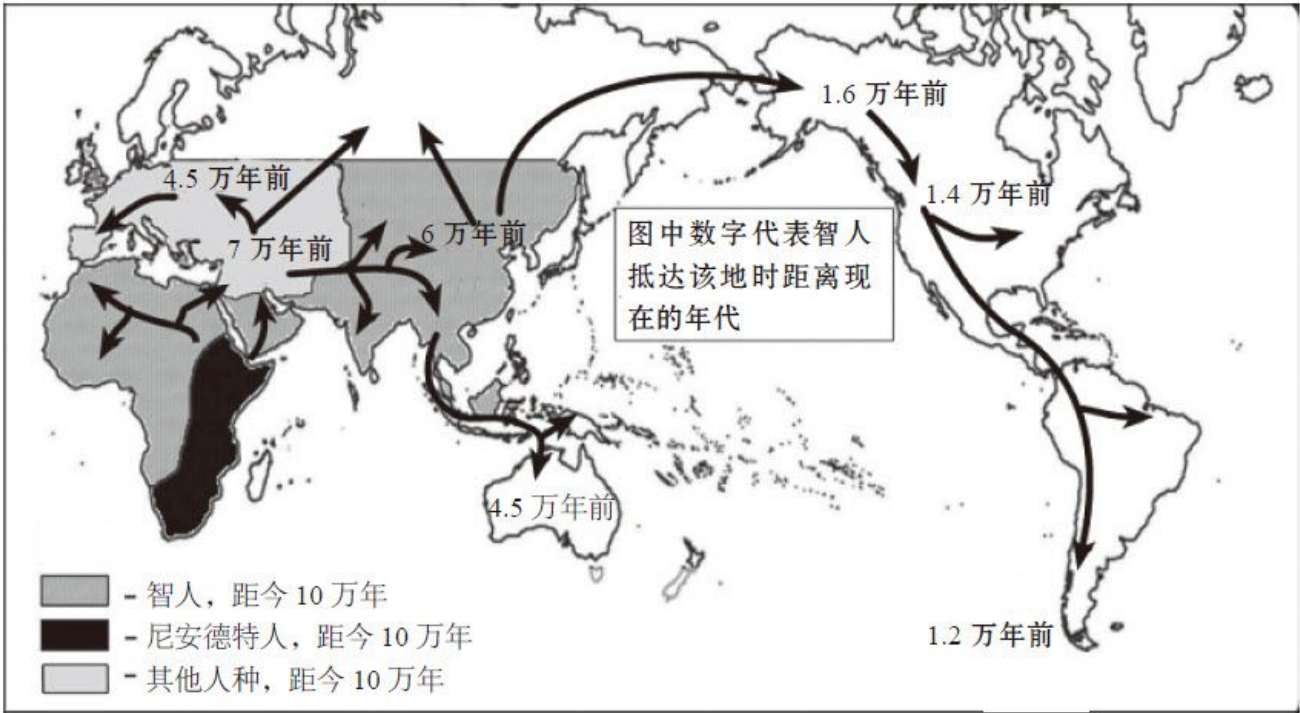 1.6 万年前
4.5 万年前
1.4 万年前
7 万年前
6 万年前
图中数字代表智人
抵达该地时距离现
在的年代
4.5 万年前
1.2 万年前
- 智人，距今 10 万年
- 尼安德特人，距今 10 万年
- 其他人种，距今 10 万年